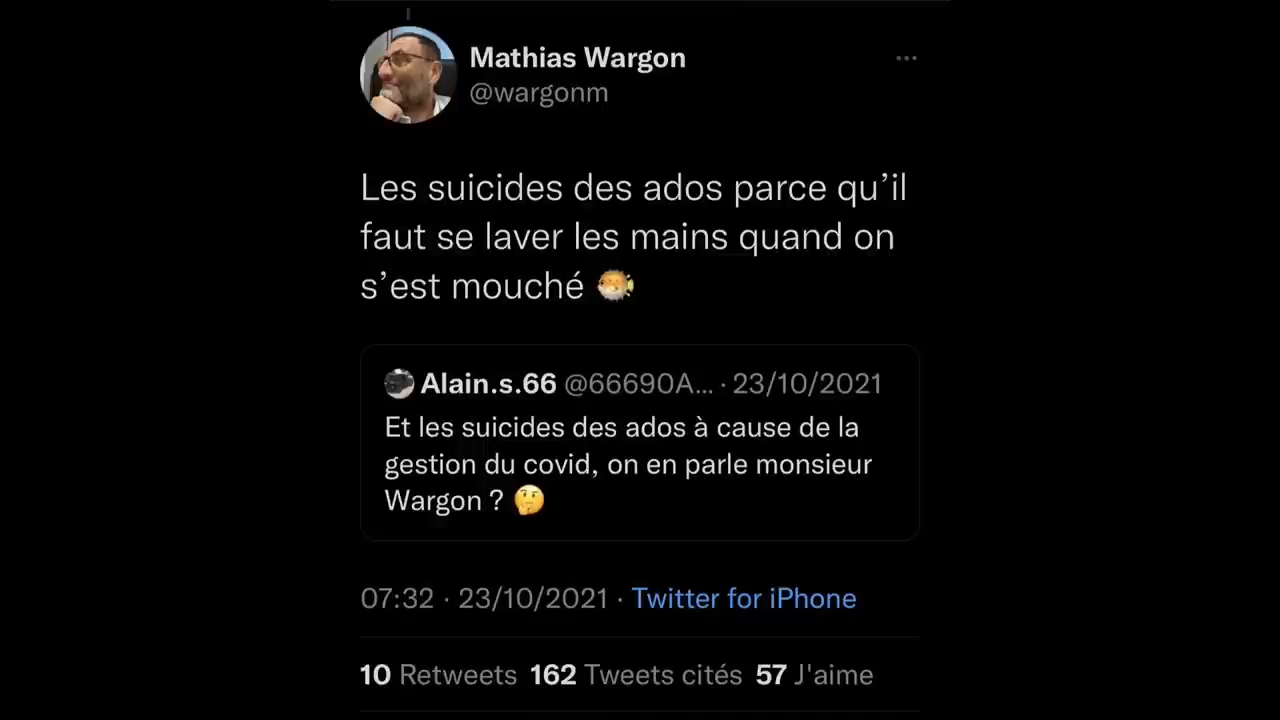 Mathias Wargon
@wargonm
Les suicides des ados parce qu’il
faut se laver les mains quand on
s’est mouché 🐡
Alain.s.66 @66690A... · 23/10/2021
Et les suicides des ados à cause de la
gestion du covid, on en parle monsieur
Wargon ? 🤔
07:32 · 23/10/2021 · Twitter for iPhone
10 Retweets 162 Tweets cités 57 J'aime